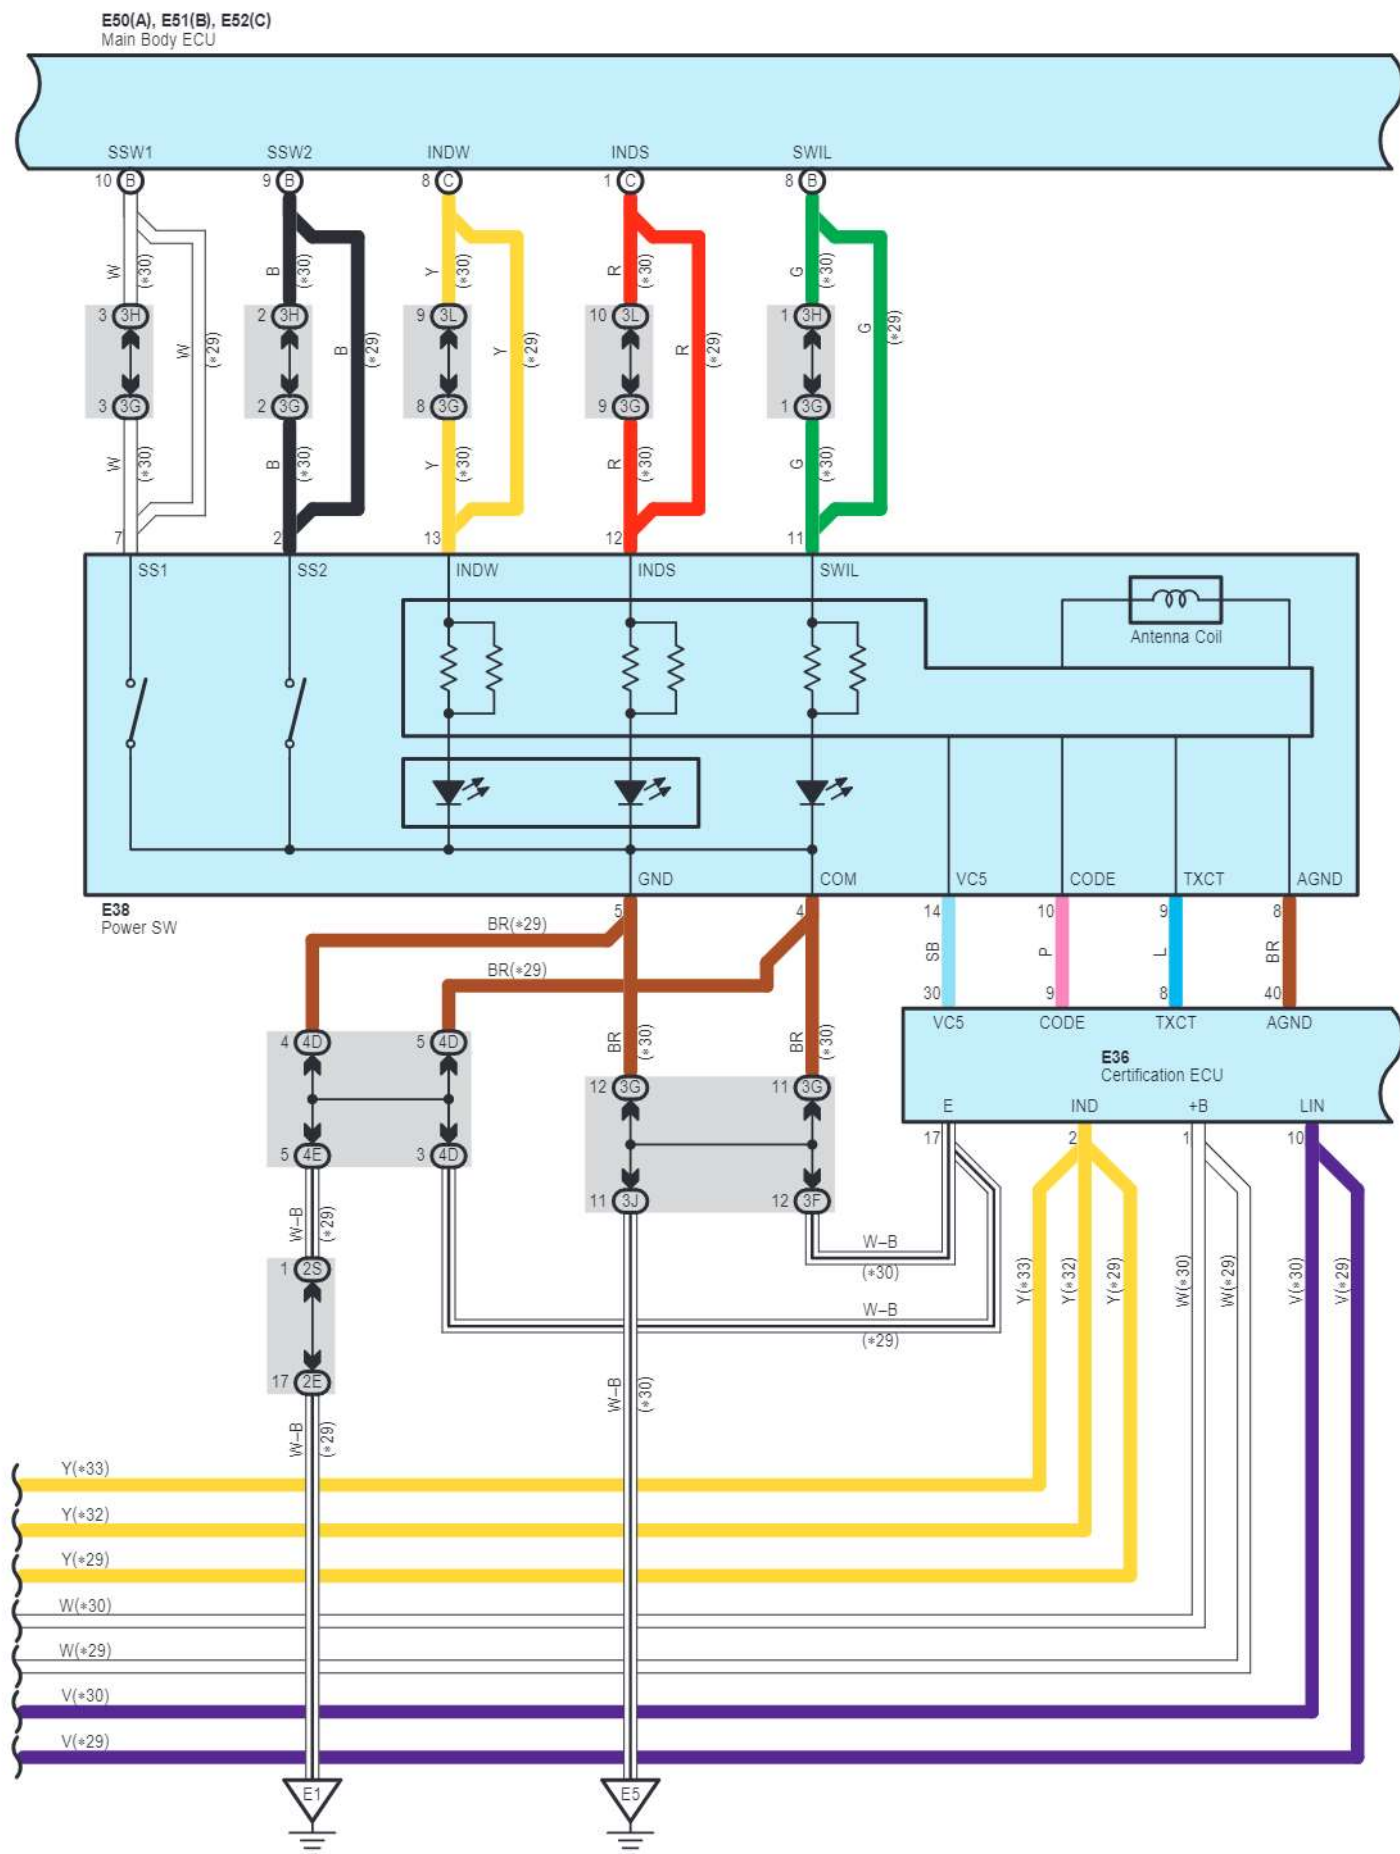 E50(A), E51(B), E52(C)
Main Body ECU
SSW1 SSW2 INDW INDS SWIL
10 B 9 B 8 C 1 C 8 B
W (*30) B (*30) Y (*30) R (*30) G (*30)
3 3H 2 3H 9 3L 10 3L 1 3H
W (*29) B (*29) Y (*29) R (*29) G (*29)
3 3G 2 3G 8 3G 9 3G 1 3G
W (*30) B (*30) Y (*30) R (*30) G (*30)
7 2 13 12 11
SS1 SS2 INDW INDS SWIL
Antenna Coil
GND COM VC5 CODE TXCT AGND
E38
Power SW
5 4 14 10 9 8
BR(*29)
BR(*29)
SB P L BR
30 9 8 40
VC5 CODE TXCT AGND
E36
Certification ECU
E IND +B LIN
4 4D 5 4D
BR (*30) BR (*30)
12 3G 11 3G
17 2 1 10
5 4E 3 4D
11 3J 12 3F
W–B (*29)
W–B
(*30)
1 2S
W–B
(*29)
Y(*33) Y(*32) Y(*29) W(*30) W(*29) V(*30) V(*29)
17 2E
W–B (*30)
W–B (*29)
Y(*33)
Y(*32)
Y(*29)
W(*30)
W(*29)
V(*30)
V(*29)
E1 E5